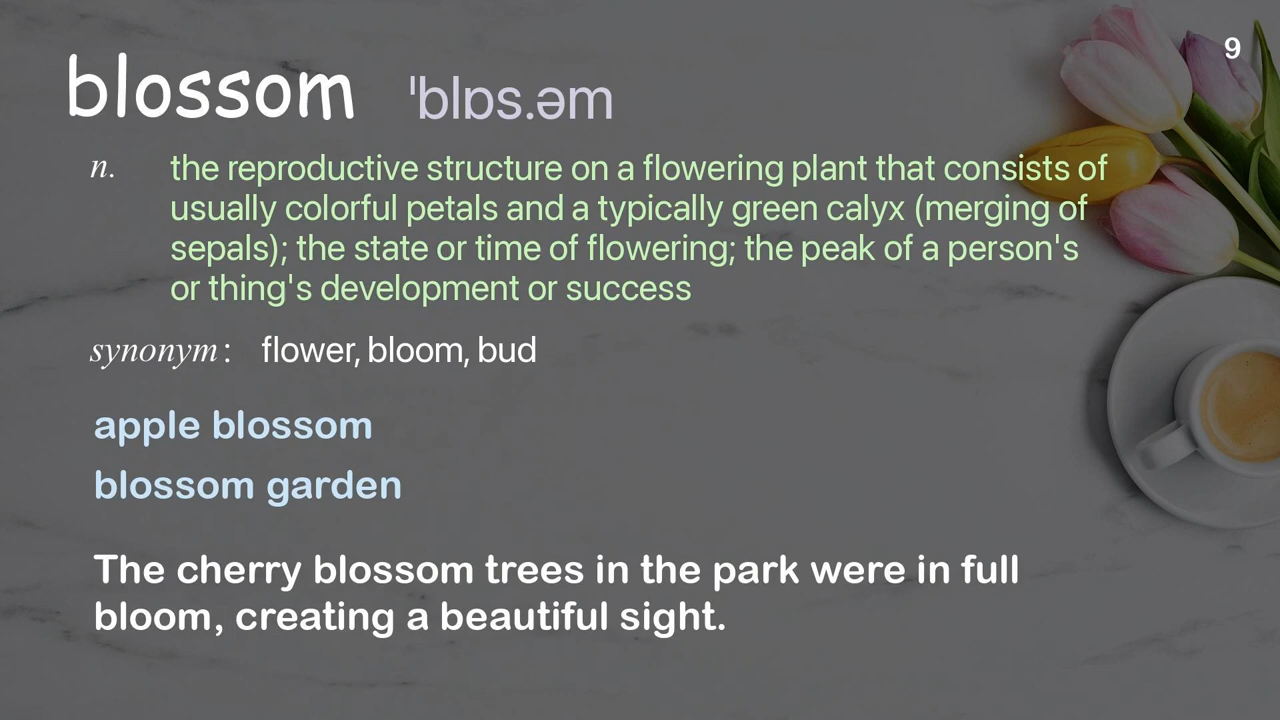 9
blossom ˈblɒs.əm
n. the reproductive structure on a flowering plant that consists of
usually colorful petals and a typically green calyx (merging of
sepals); the state or time of flowering; the peak of a person's
or thing's development or success
synonym: flower, bloom, bud
apple blossom
blossom garden
The cherry blossom trees in the park were in full
bloom, creating a beautiful sight.